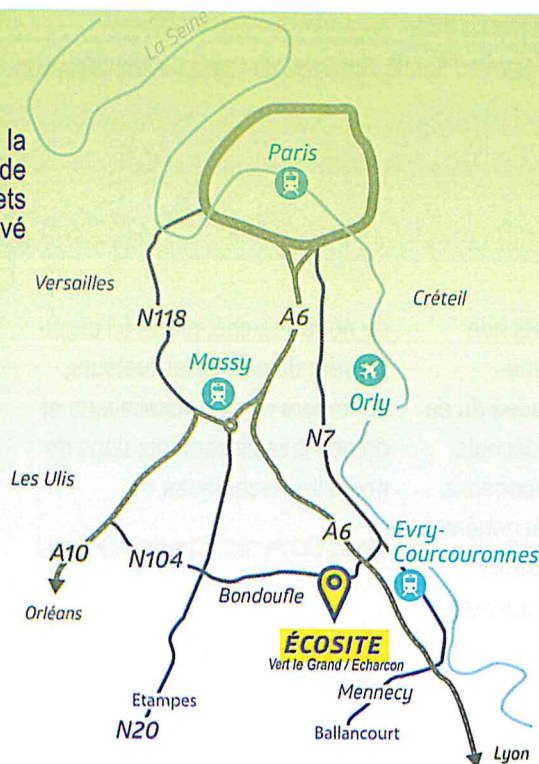 La Seine
la
de
ets
vé
Paris
Versailles
Créteil
N118
A6
Massy
Orly
N7
Les Ulis
A6
Evry-
Courcouronnes
A10
N104
Bondoufle
Orléans
ÉCOSITE
Vert le Grand / Echarcon
Mennecy
Etampes
Ballancourt
N20
Lyon